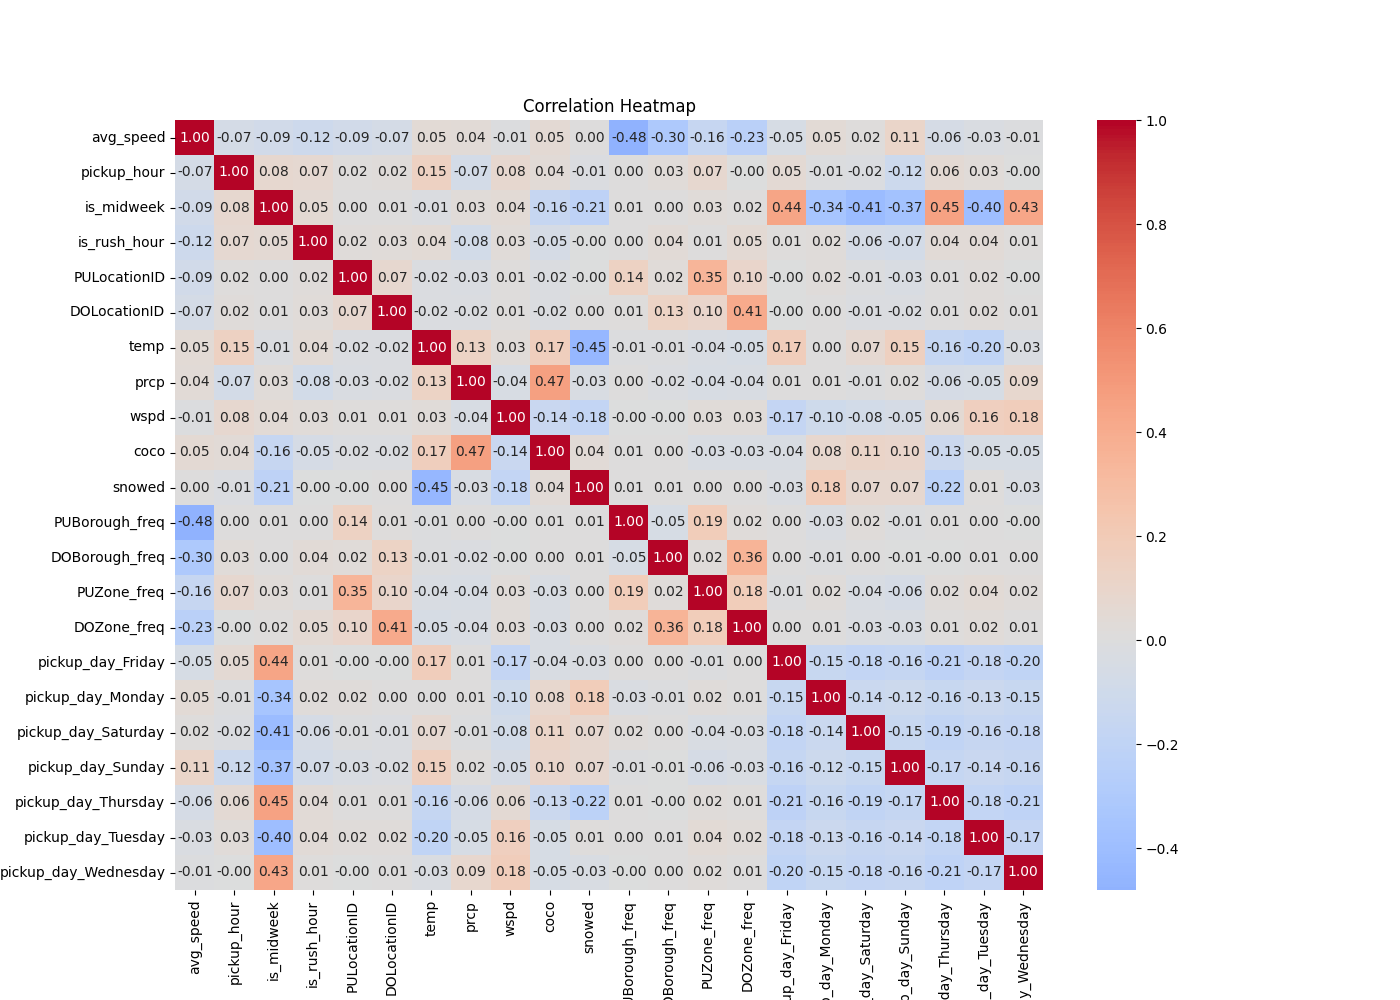 Correlation Heatmap
avg_speed 1.00 -0.07 -0.09 -0.12 -0.09 -0.07 0.05 0.04 -0.01 0.05 0.00 -0.48 -0.30 -0.16 -0.23 -0.05 0.05 0.02 0.11 -0.06 -0.03 -0.01
pickup_hour -0.07 1.00 0.08 0.07 0.02 0.02 0.15 -0.07 0.08 0.04 -0.01 0.00 0.03 0.07 -0.00 0.05 -0.01 -0.02 -0.12 0.06 0.03 -0.00
is_midweek -0.09 0.08 1.00 0.05 0.00 0.01 -0.01 0.03 0.04 -0.16 -0.21 0.01 0.00 0.03 0.02 0.44 -0.34 -0.41 -0.37 0.45 -0.40 0.43
is_rush_hour -0.12 0.07 0.05 1.00 0.02 0.03 0.04 -0.08 0.03 -0.05 -0.00 0.00 0.04 0.01 0.05 0.01 0.02 -0.06 -0.07 0.04 0.04 0.01
PULocationID -0.09 0.02 0.00 0.02 1.00 0.07 -0.02 -0.03 0.01 -0.02 -0.00 0.14 0.02 0.35 0.10 -0.00 0.02 -0.01 -0.03 0.01 0.02 -0.00
DOLocationID -0.07 0.02 0.01 0.03 0.07 1.00 -0.02 -0.02 0.01 -0.02 0.00 0.01 0.13 0.10 0.41 -0.00 0.00 -0.01 -0.02 0.01 0.02 0.01
temp 0.05 0.15 -0.01 0.04 -0.02 -0.02 1.00 0.13 0.03 0.17 -0.45 -0.01 -0.01 -0.04 -0.05 0.17 0.00 0.07 0.15 -0.16 -0.20 -0.03
prcp 0.04 -0.07 0.03 -0.08 -0.03 -0.02 0.13 1.00 -0.04 0.47 -0.03 0.00 -0.02 -0.04 -0.04 0.01 0.01 -0.01 0.02 -0.06 -0.05 0.09
wspd -0.01 0.08 0.04 0.03 0.01 0.01 0.03 -0.04 1.00 -0.14 -0.18 -0.00 -0.00 0.03 0.03 -0.17 -0.10 -0.08 -0.05 0.06 0.16 0.18
coco 0.05 0.04 -0.16 -0.05 -0.02 -0.02 0.17 0.47 -0.14 1.00 0.04 0.01 0.00 -0.03 -0.03 -0.04 0.08 0.11 0.10 -0.13 -0.05 -0.05
snowed 0.00 -0.01 -0.21 -0.00 -0.00 0.00 -0.45 -0.03 -0.18 0.04 1.00 0.01 0.01 0.00 0.00 -0.03 0.18 0.07 0.07 -0.22 0.01 -0.03
PUBorough_freq -0.48 0.00 0.01 0.00 0.14 0.01 -0.01 0.00 -0.00 0.01 0.01 1.00 -0.05 0.19 0.02 0.00 -0.03 0.02 -0.01 0.01 0.00 -0.00
DOBorough_freq -0.30 0.03 0.00 0.04 0.02 0.13 -0.01 -0.02 -0.00 0.00 0.01 -0.05 1.00 0.02 0.36 0.00 -0.01 0.00 -0.01 -0.00 0.01 0.00
PUZone_freq -0.16 0.07 0.03 0.01 0.35 0.10 -0.04 -0.04 0.03 -0.03 0.00 0.19 0.02 1.00 0.18 -0.01 0.02 -0.04 -0.06 0.02 0.04 0.02
DOZone_freq -0.23 -0.00 0.02 0.05 0.10 0.41 -0.05 -0.04 0.03 -0.03 0.00 0.02 0.36 0.18 1.00 0.00 0.01 -0.03 -0.03 0.01 0.02 0.01
pickup_day_Friday -0.05 0.05 0.44 0.01 -0.00 -0.00 0.17 0.01 -0.17 -0.04 -0.03 0.00 0.00 -0.01 0.00 1.00 -0.15 -0.18 -0.16 -0.21 -0.18 -0.20
pickup_day_Monday 0.05 -0.01 -0.34 0.02 0.02 0.00 0.00 0.01 -0.10 0.08 0.18 -0.03 -0.01 0.02 0.01 -0.15 1.00 -0.14 -0.12 -0.16 -0.13 -0.15
pickup_day_Saturday 0.02 -0.02 -0.41 -0.06 -0.01 -0.01 0.07 -0.01 -0.08 0.11 0.07 0.02 0.00 -0.04 -0.03 -0.18 -0.14 1.00 -0.15 -0.19 -0.16 -0.18
pickup_day_Sunday 0.11 -0.12 -0.37 -0.07 -0.03 -0.02 0.15 0.02 -0.05 0.10 0.07 -0.01 -0.01 -0.06 -0.03 -0.16 -0.12 -0.15 1.00 -0.17 -0.14 -0.16
pickup_day_Thursday -0.06 0.06 0.45 0.04 0.01 0.01 -0.16 -0.06 0.06 -0.13 -0.22 0.01 -0.00 0.02 0.01 -0.21 -0.16 -0.19 -0.17 1.00 -0.18 -0.21
pickup_day_Tuesday -0.03 0.03 -0.40 0.04 0.02 0.02 -0.20 -0.05 0.16 -0.05 0.01 0.00 0.01 0.04 0.02 -0.18 -0.13 -0.16 -0.14 -0.18 1.00 -0.17
pickup_day_Wednesday -0.01 -0.00 0.43 0.01 -0.00 0.01 -0.03 0.09 0.18 -0.05 -0.03 -0.00 0.00 0.02 0.01 -0.20 -0.15 -0.18 -0.16 -0.21 -0.17 1.00
avg_speed
pickup_hour
is_midweek
is_rush_hour
PULocationID
DOLocationID
temp
prcp
wspd
coco
snowed
UBorough_freq
OBorough_freq
PUZone_freq
DOZone_freq
up_day_Friday
p_day_Monday
_day_Saturday
p_day_Sunday
day_Thursday
_day_Tuesday
y_Wednesday
1.0
0.8
0.6
0.4
0.2
0.0
−0.2
−0.4